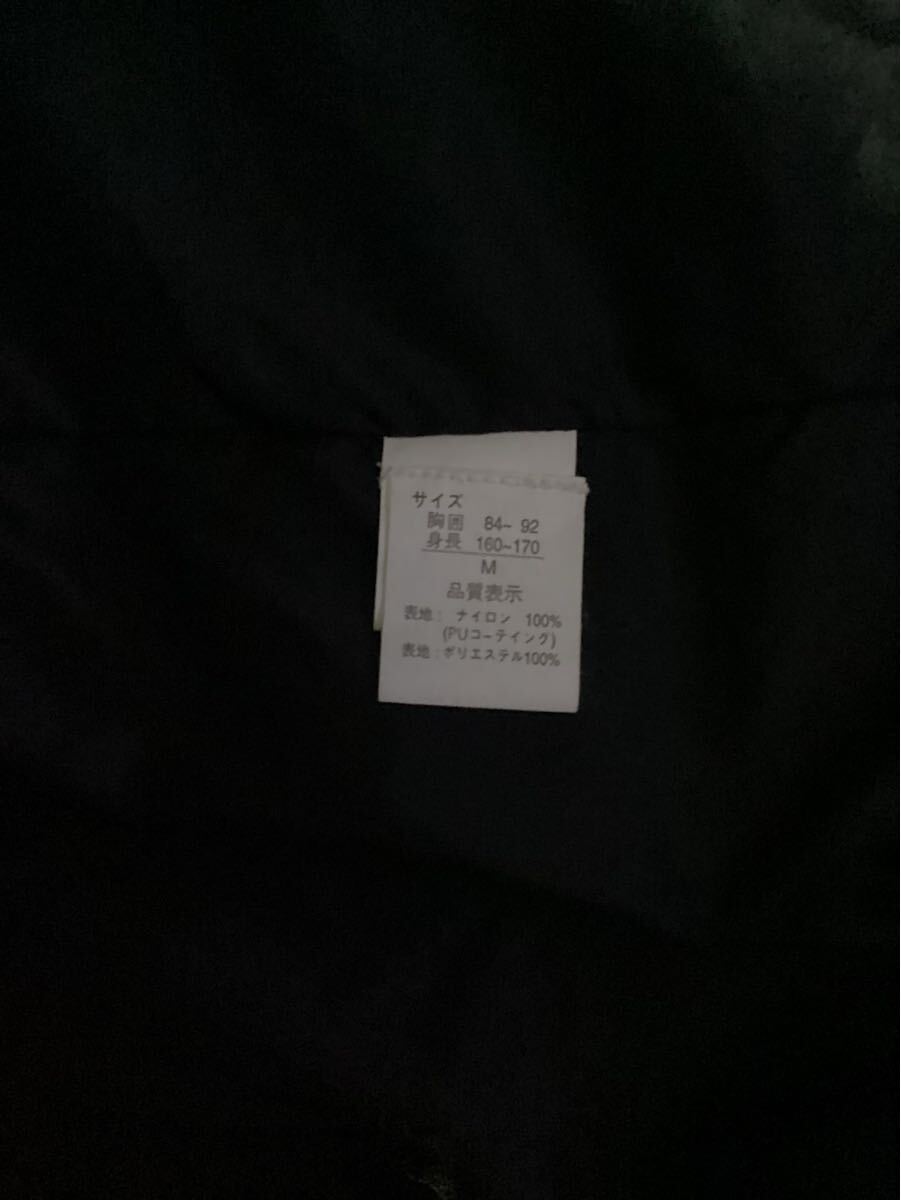 サイズ
胸囲 84~ 92
身長 160~170
M
品質表示
表地: ナイロン 100%
(PUコーティング)
表地:ポリエステル100%